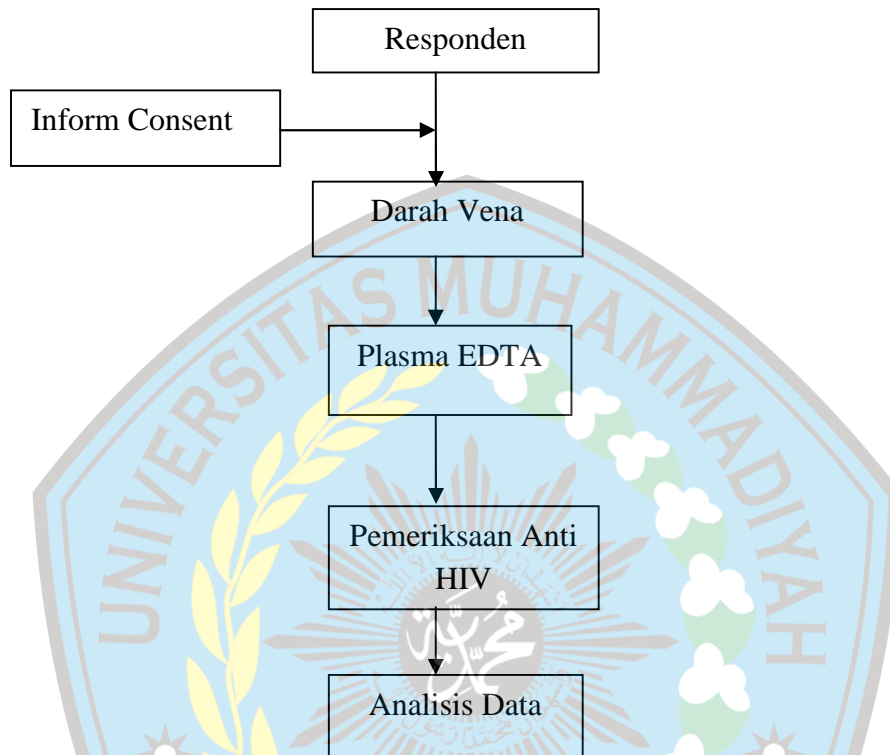 Responden
Inform Consent
Darah Vena
UNIVERSITAS MUHAMMADIYAH
Plasma EDTA
Pemeriksaan Anti
HIV
Analisis Data